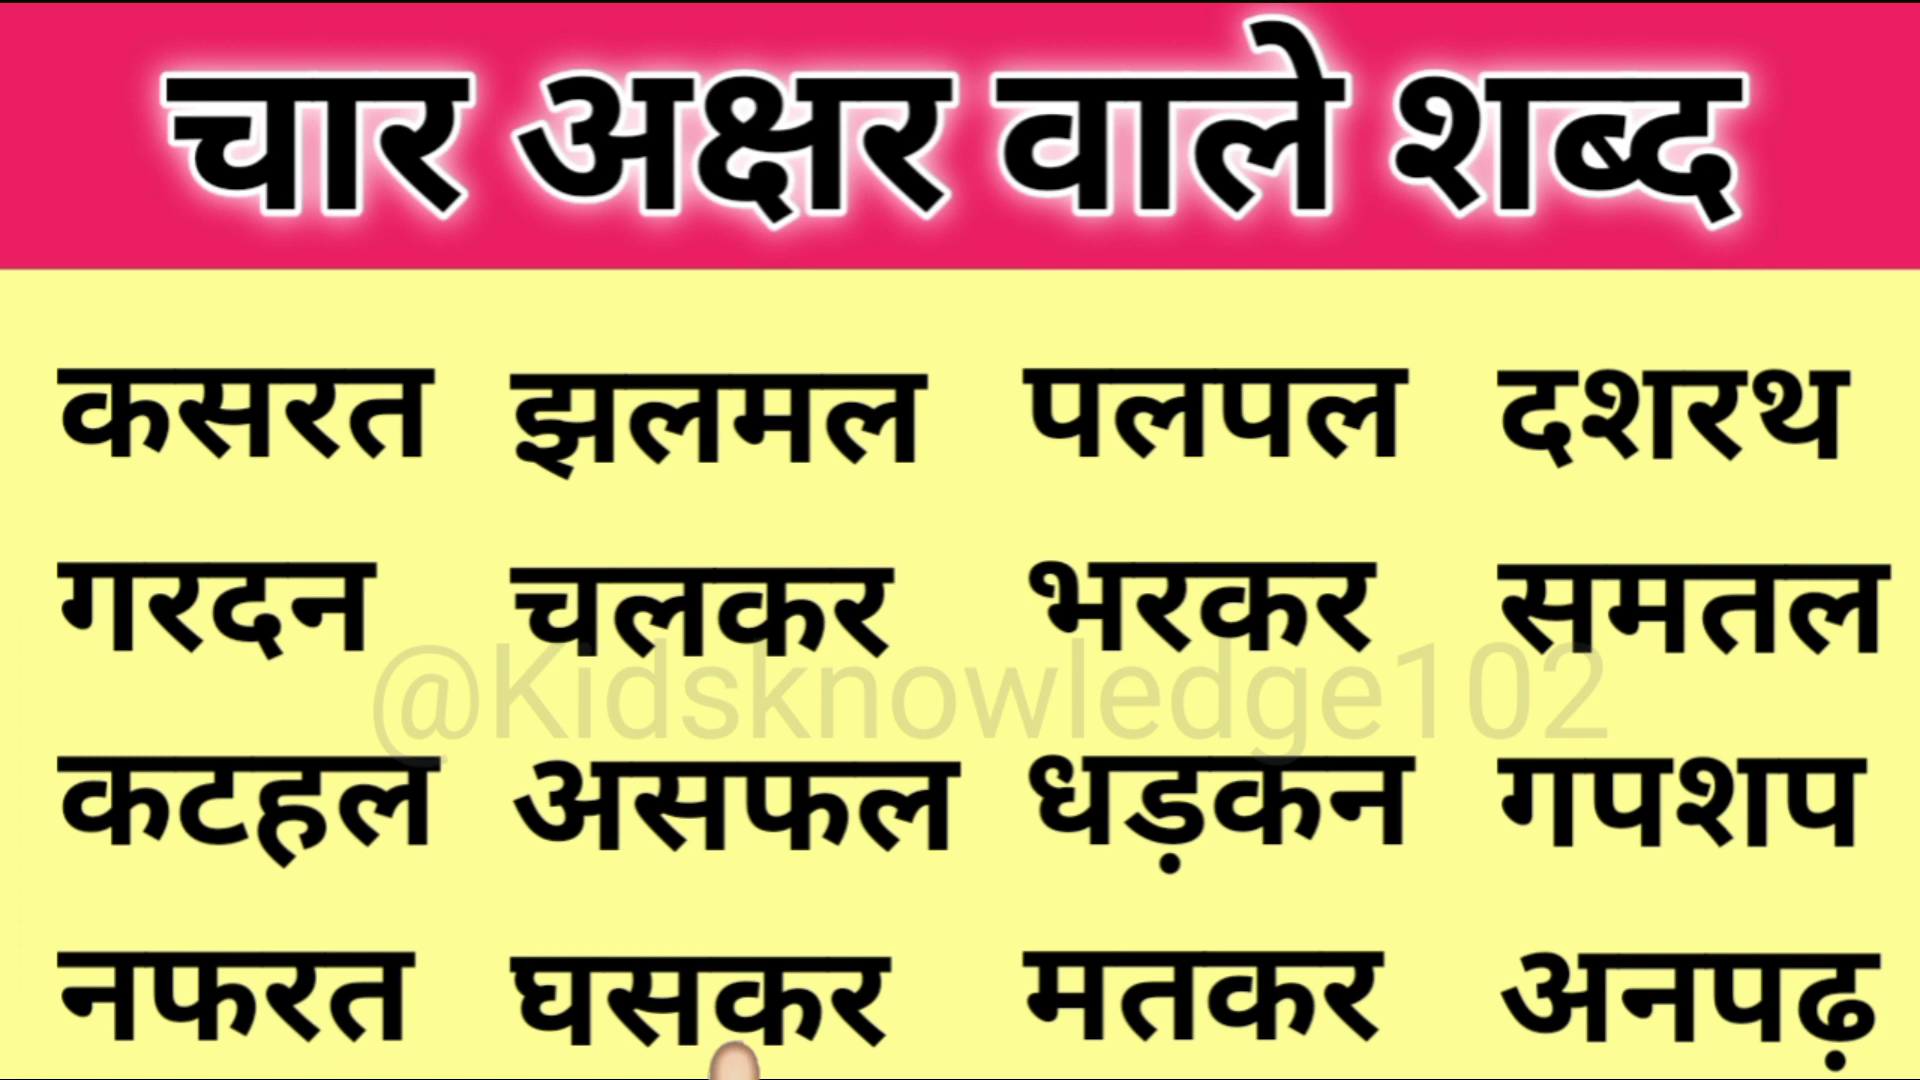 चार अक्षर वाले शब्द
कसरत झलमल पलपल दशरथ
गरदन चलकर भरकर समतल
@Kidsknowledge102
कटहल असफल धड़कन गपशप
नफरत घसकर मतकर अनपढ़